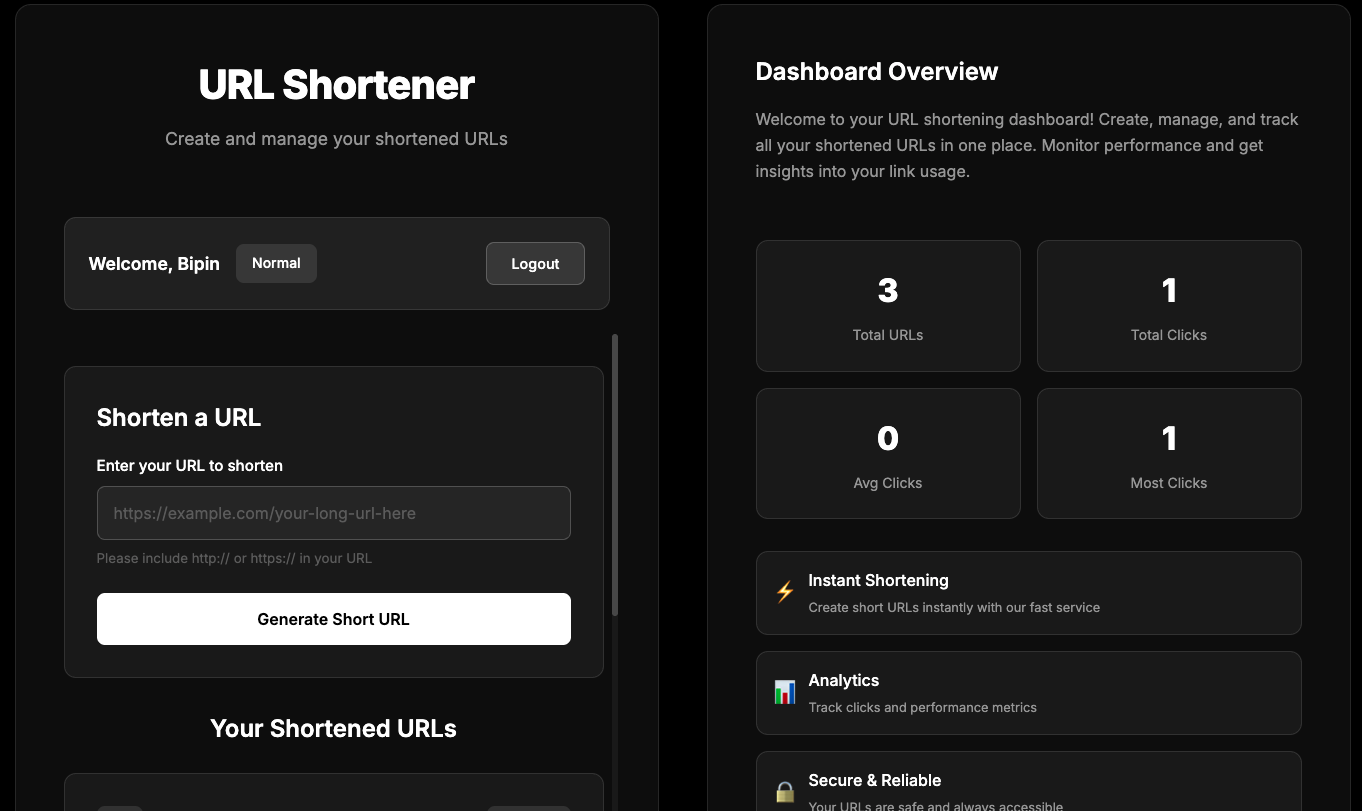 URL Shortener
Create and manage your shortened URLs
Welcome, Bipin
Normal
Logout
Shorten a URL
Enter your URL to shorten
https://example.com/your-long-url-here
Please include http:// or https:// in your URL
Generate Short URL
Your Shortened URLs
Dashboard Overview
Welcome to your URL shortening dashboard! Create, manage, and track
all your shortened URLs in one place. Monitor performance and get
insights into your link usage.
3
Total URLs
1
Total Clicks
0
Avg Clicks
1
Most Clicks
Instant Shortening
Create short URLs instantly with our fast service
Analytics
Track clicks and performance metrics
Secure & Reliable
Your URLs are safe and always accessible